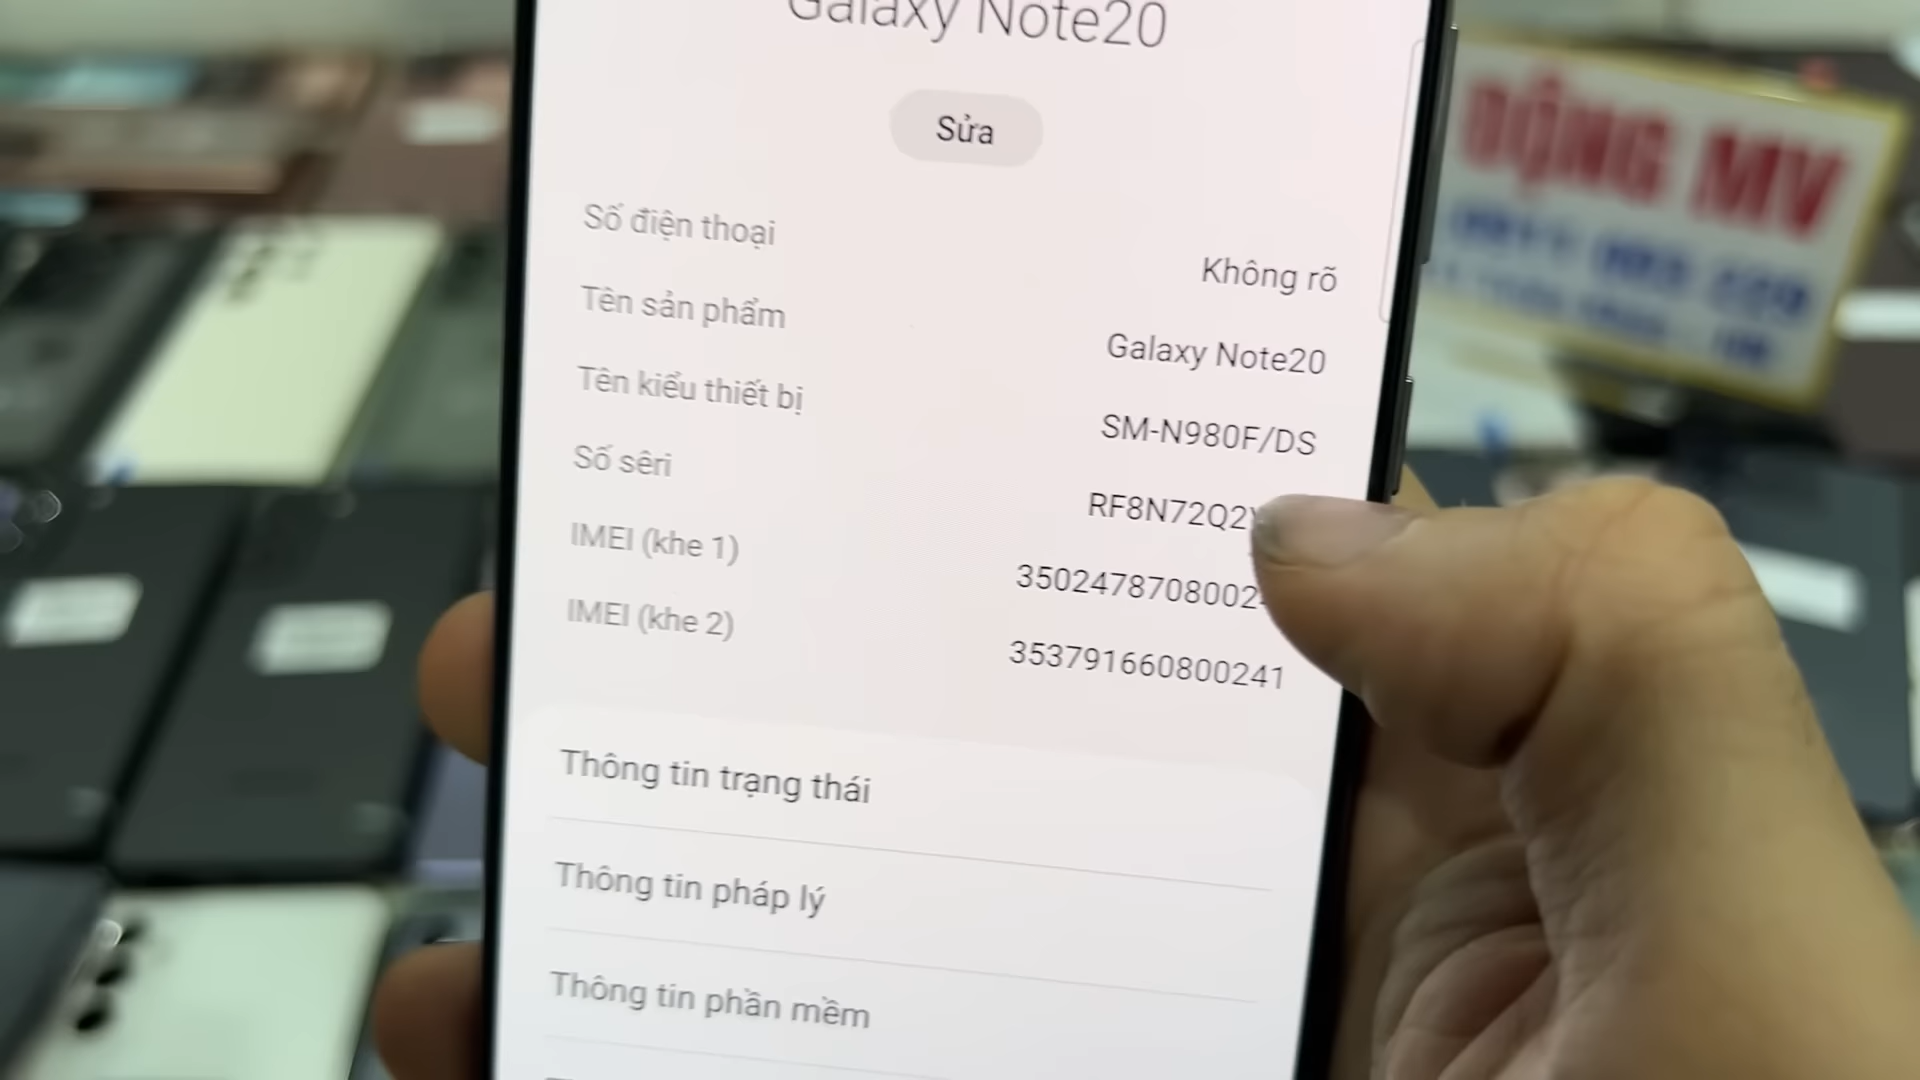 Galaxy Note20
Sửa
Số điện thoại
Không rõ
Tên sản phẩm
Galaxy Note20
Tên kiểu thiết bị
SM-N980F/DS
Số sêri
RF8N72Q2
IMEI (khe 1)
3502478708002
IMEI (khe 2)
353791660800241
Thông tin trạng thái
Thông tin pháp lý
Thông tin phần mềm
ĐỘNG MV